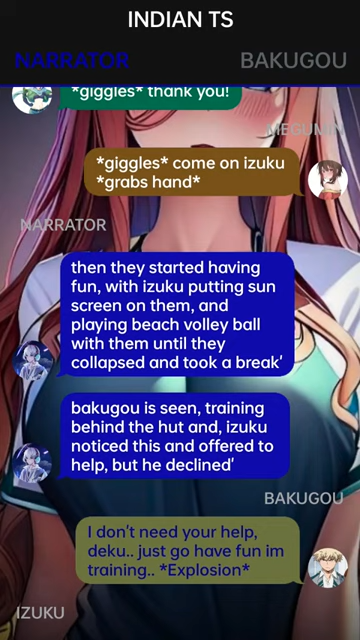 INDIAN TS
NARRATOR
BAKUGOU
*giggles* thank you!
MEGUMIN
*giggles* come on izuku
*grabs hand*
NARRATOR
then they started having
fun, with izuku putting sun
screen on them, and
playing beach volley ball
with them until they
collapsed and took a break'
bakugou is seen, training
behind the hut and, izuku
noticed this and offered to
help, but he declined'
BAKUGOU
I don't need your help,
deku.. just go have fun im
training.. *Explosion*
IZUKU